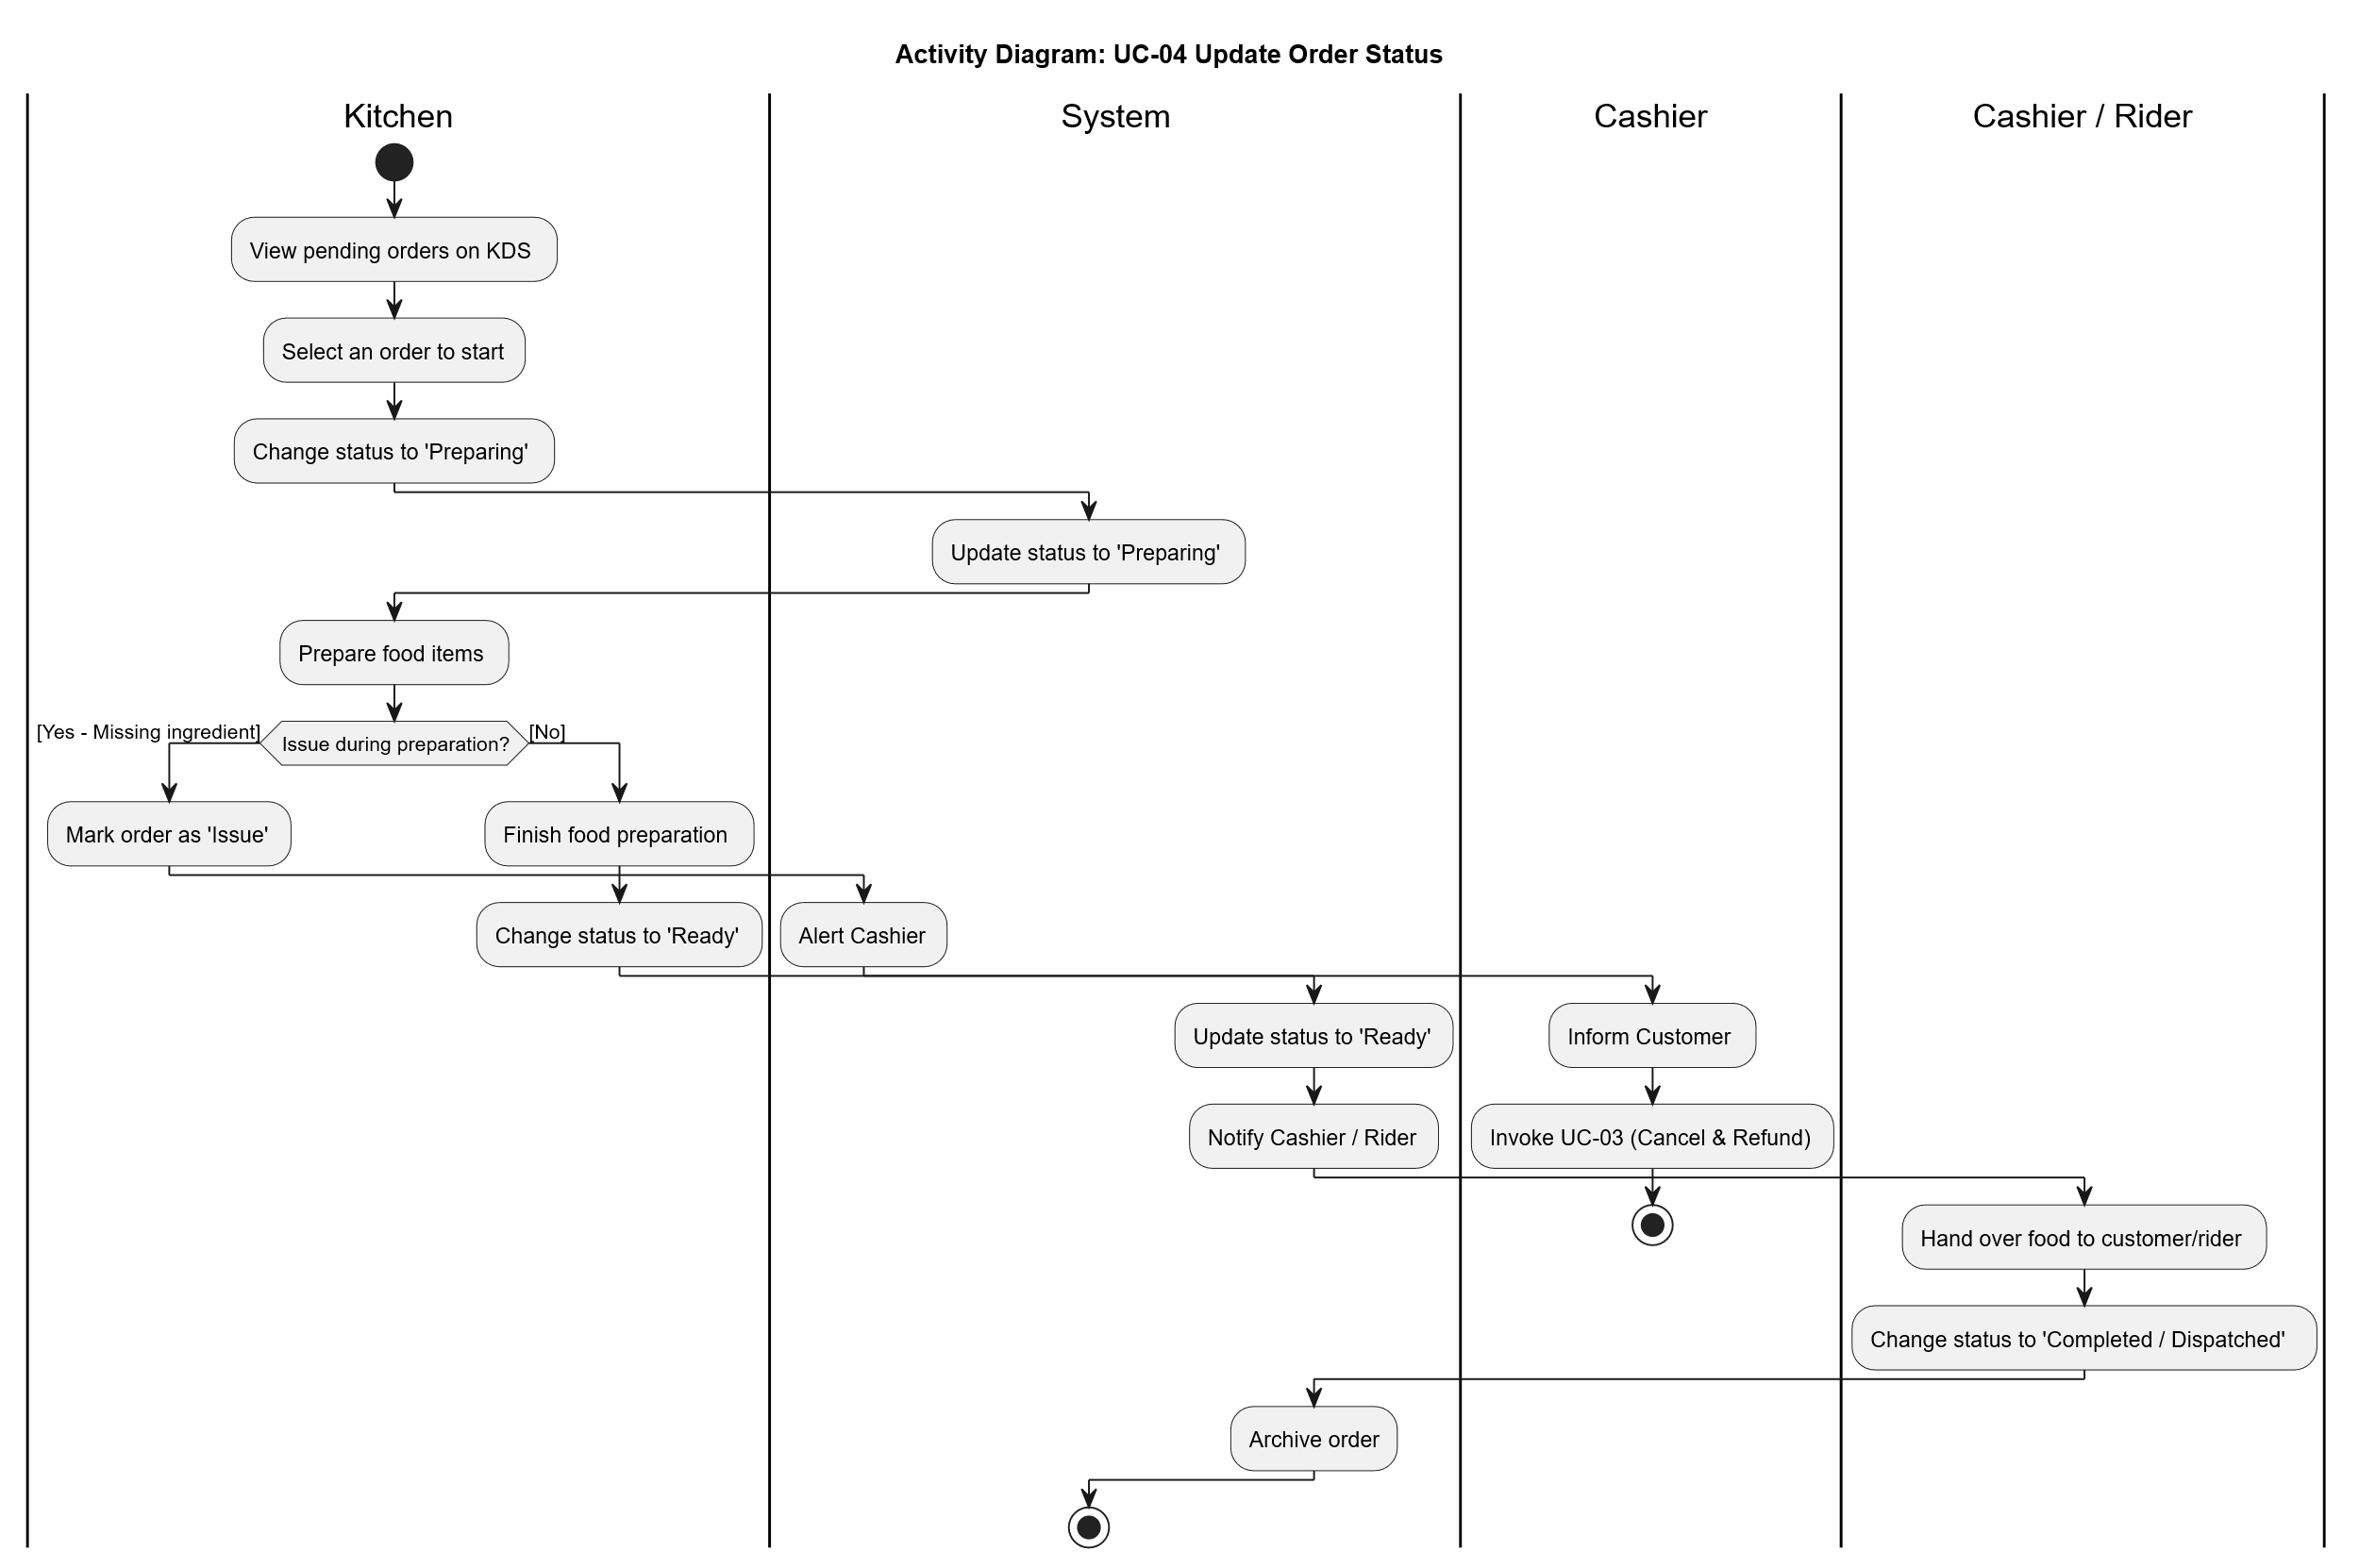 Activity Diagram: UC-04 Update Order Status
Kitchen
System
Cashier
Cashier / Rider
View pending orders on KDS
Select an order to start
Change status to 'Preparing'
Update status to 'Preparing'
Prepare food items
[Yes - Missing ingredient]
Issue during preparation?
[No]
Mark order as 'Issue'
Finish food preparation
Change status to 'Ready'
Alert Cashier
Update status to 'Ready'
Inform Customer
Notify Cashier / Rider
Invoke UC-03 (Cancel & Refund)
Hand over food to customer/rider
Change status to 'Completed / Dispatched'
Archive order